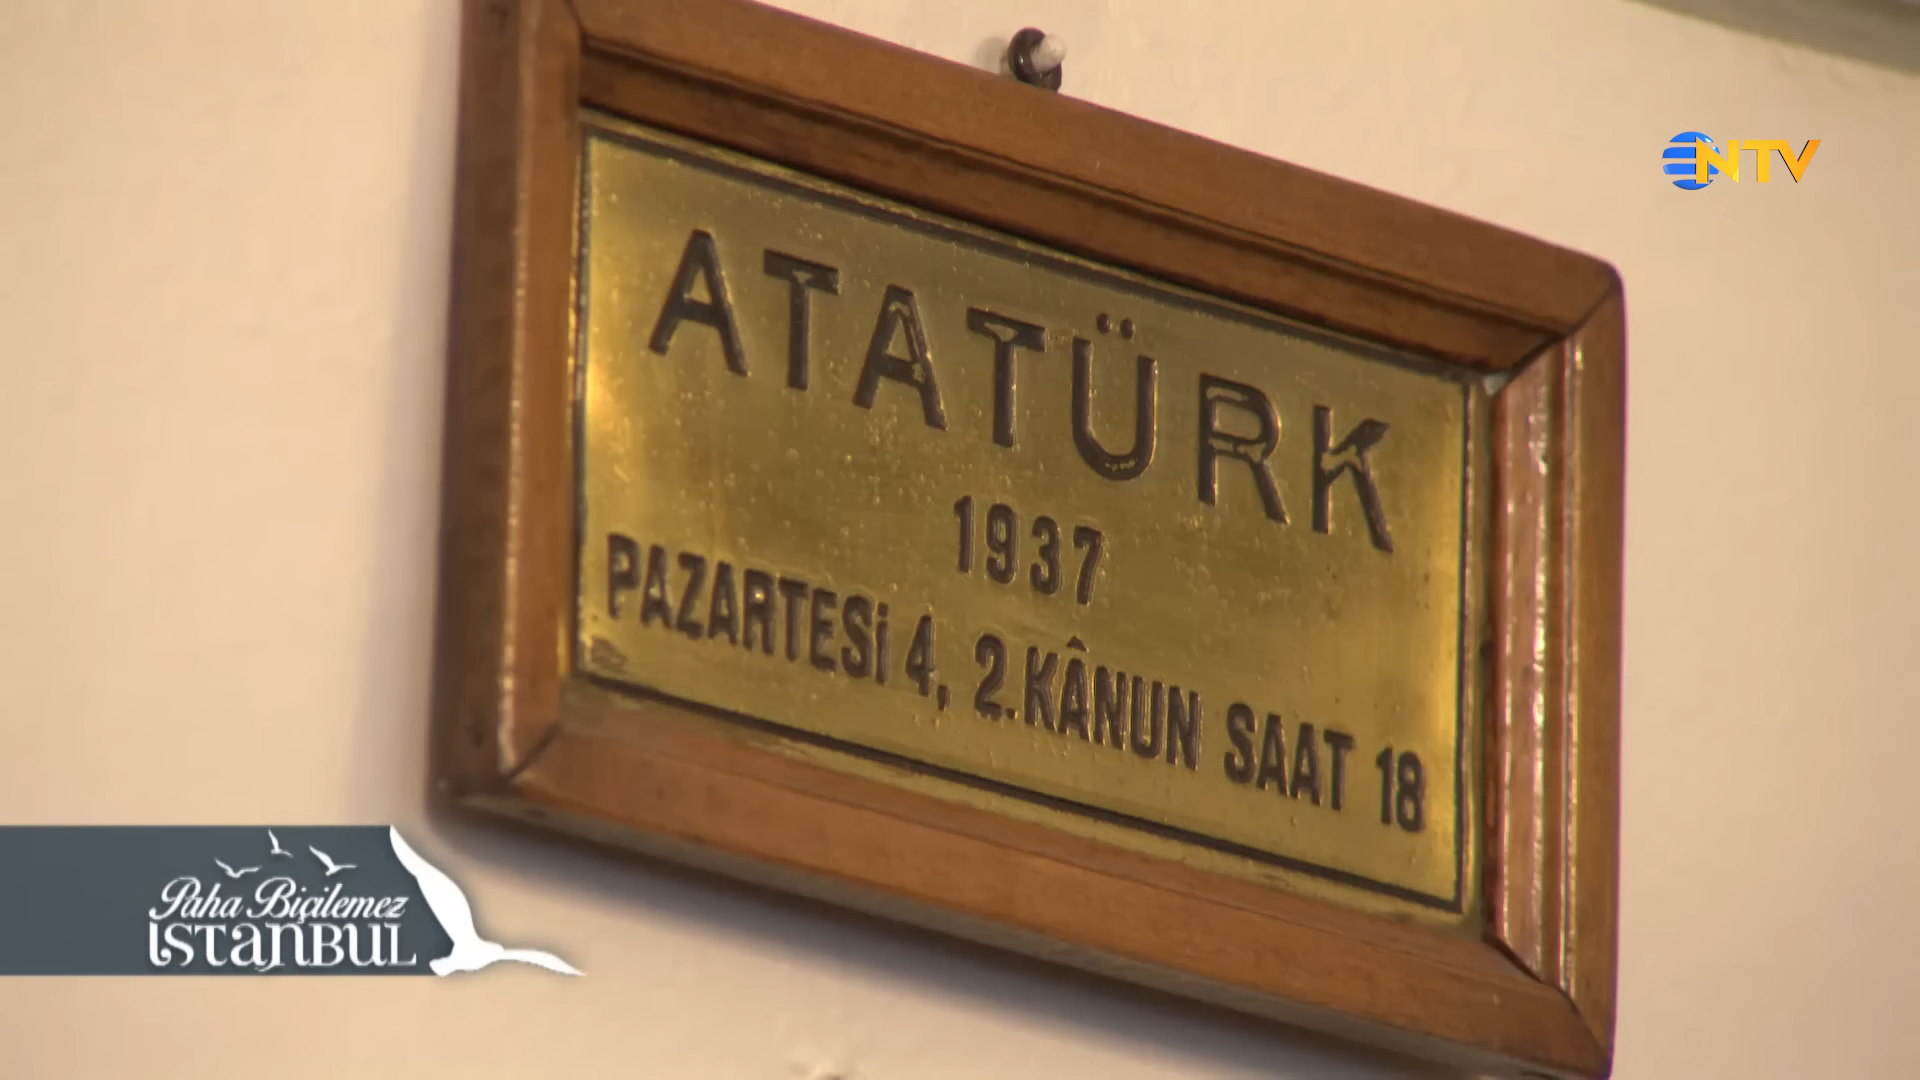 NTV
ATATÜRK
1937
PAZARTESİ 4, 2.KÂNUN SAAT 18
Paha Biçilemez
İSTANBUL